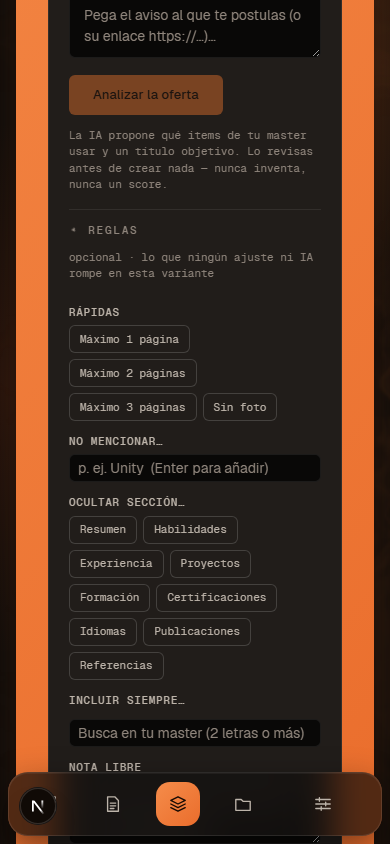 Pega el aviso al que te postulas (o
su enlace https://…)…
Analizar la oferta
La IA propone qué ítems de tu master
usar y un título objetivo. Lo revisas
antes de crear nada — nunca inventa,
nunca un score.
REGLAS
opcional · lo que ningún ajuste ni IA
rompe en esta variante
RÁPIDAS
Máximo 1 página
Máximo 2 páginas
Máximo 3 páginas Sin foto
NO MENCIONAR…
p. ej. Unity (Enter para añadir)
OCULTAR SECCIÓN…
Resumen Habilidades
Experiencia Proyectos
Formación Certificaciones
Idiomas Publicaciones
Referencias
INCLUIR SIEMPRE…
Busca en tu master (2 letras o más)
NOTA LIBRE
N